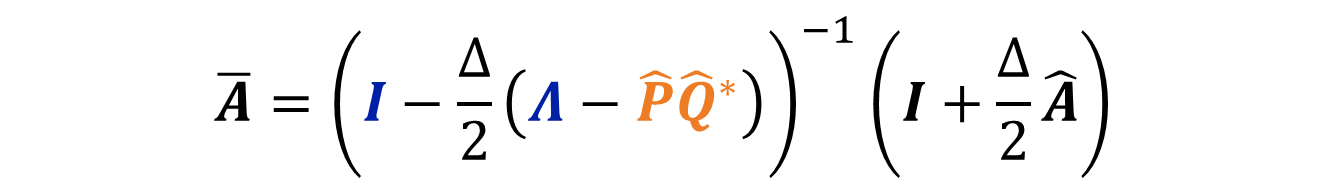 A̅ = (I − Δ/2 (Λ − P̂Q̂*))⁻¹ (I + Δ/2 Â)